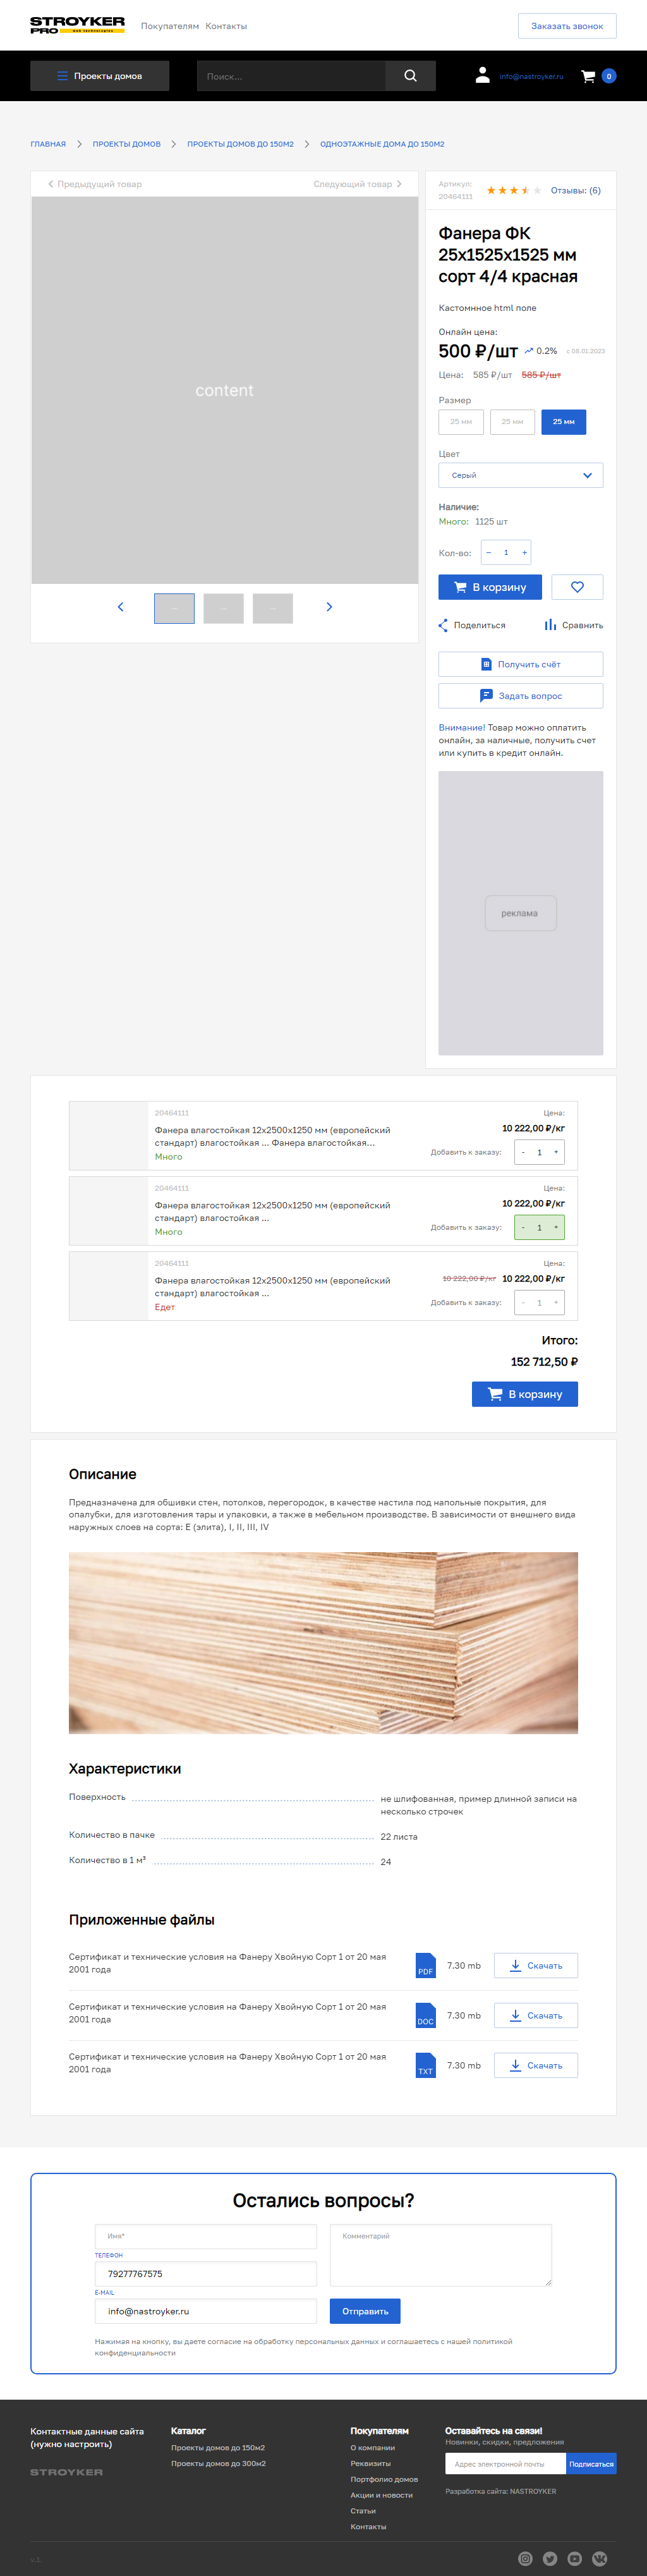 STROYKER
PRO
Покупателям Контакты
Заказать звонок
Проекты домов
Поиск...
info@nastroyker.ru
0
ГЛАВНАЯ
ПРОЕКТЫ ДОМОВ
ПРОЕКТЫ ДОМОВ ДО 150М2
ОДНОЭТАЖНЫЕ ДОМА ДО 150М2
Предыдущий товар
Следующий товар
content
Артикул:
20464111
Отзывы: (6)
Фанера ФК
25x1525x1525 мм
сорт 4/4 красная
Кастомнное html поле
Онлайн цена:
500 ₽/шт 0.2% с 08.01.2023
Цена: 585 ₽/шт 585 ₽/шт
Размер
25 мм 25 мм 25 мм
Цвет
Серый
Наличие:
Много: 1125 шт
Кол-во: − 1 +
В корзину
Поделиться Сравнить
Получить счёт
Задать вопрос
Внимание! Товар можно оплатить
онлайн, за наличные, получить счет
или купить в кредит онлайн.
реклама
20464111
Фанера влагостойкая 12x2500x1250 мм (европейский
стандарт) влагостойкая ... Фанера влагостойкая...
Много
Цена:
10 222,00 ₽/кг
Добавить к заказу: - 1 +
20464111
Фанера влагостойкая 12x2500x1250 мм (европейский
стандарт) влагостойкая ...
Много
Цена:
10 222,00 ₽/кг
Добавить к заказу: - 1 +
20464111
Фанера влагостойкая 12x2500x1250 мм (европейский
стандарт) влагостойкая ...
Едет
Цена:
10 222,00 ₽/кг 10 222,00 ₽/кг
Добавить к заказу: - 1 +
Итого:
152 712,50 ₽
В корзину
Описание
Предназначена для обшивки стен, потолков, перегородок, в качестве настила под напольные покрытия, для
опалубки, для изготовления тары и упаковки, а также в мебельном производстве. В зависимости от внешнего вида
наружных слоев на сорта: E (элита), I, II, III, IV
Характеристики
Поверхность
не шлифованная, пример длинной записи на
несколько строчек
Количество в пачке
22 листа
Количество в 1 м³
24
Приложенные файлы
Сертификат и технические условия на Фанеру Хвойную Сорт 1 от 20 мая
2001 года
PDF 7.30 mb Скачать
Сертификат и технические условия на Фанеру Хвойную Сорт 1 от 20 мая
2001 года
DOC 7.30 mb Скачать
Сертификат и технические условия на Фанеру Хвойную Сорт 1 от 20 мая
2001 года
TXT 7.30 mb Скачать
Остались вопросы?
Имя*
Комментарий
ТЕЛЕФОН
79277767575
E-MAIL
info@nastroyker.ru
Отправить
Нажимая на кнопку, вы даете согласие на обработку персональных данных и соглашаетесь с нашей политикой
конфиденциальности
Контактные данные сайта
(нужно настроить)
STROYKER
Каталог
Проекты домов до 150м2
Проекты домов до 300м2
Покупателям
О компании
Реквизиты
Портфолио домов
Акции и новости
Статьи
Контакты
Оставайтесь на связи!
Новинки, скидки, предложения
Адрес электронной почты
Подписаться
Разработка сайта: NASTROYKER